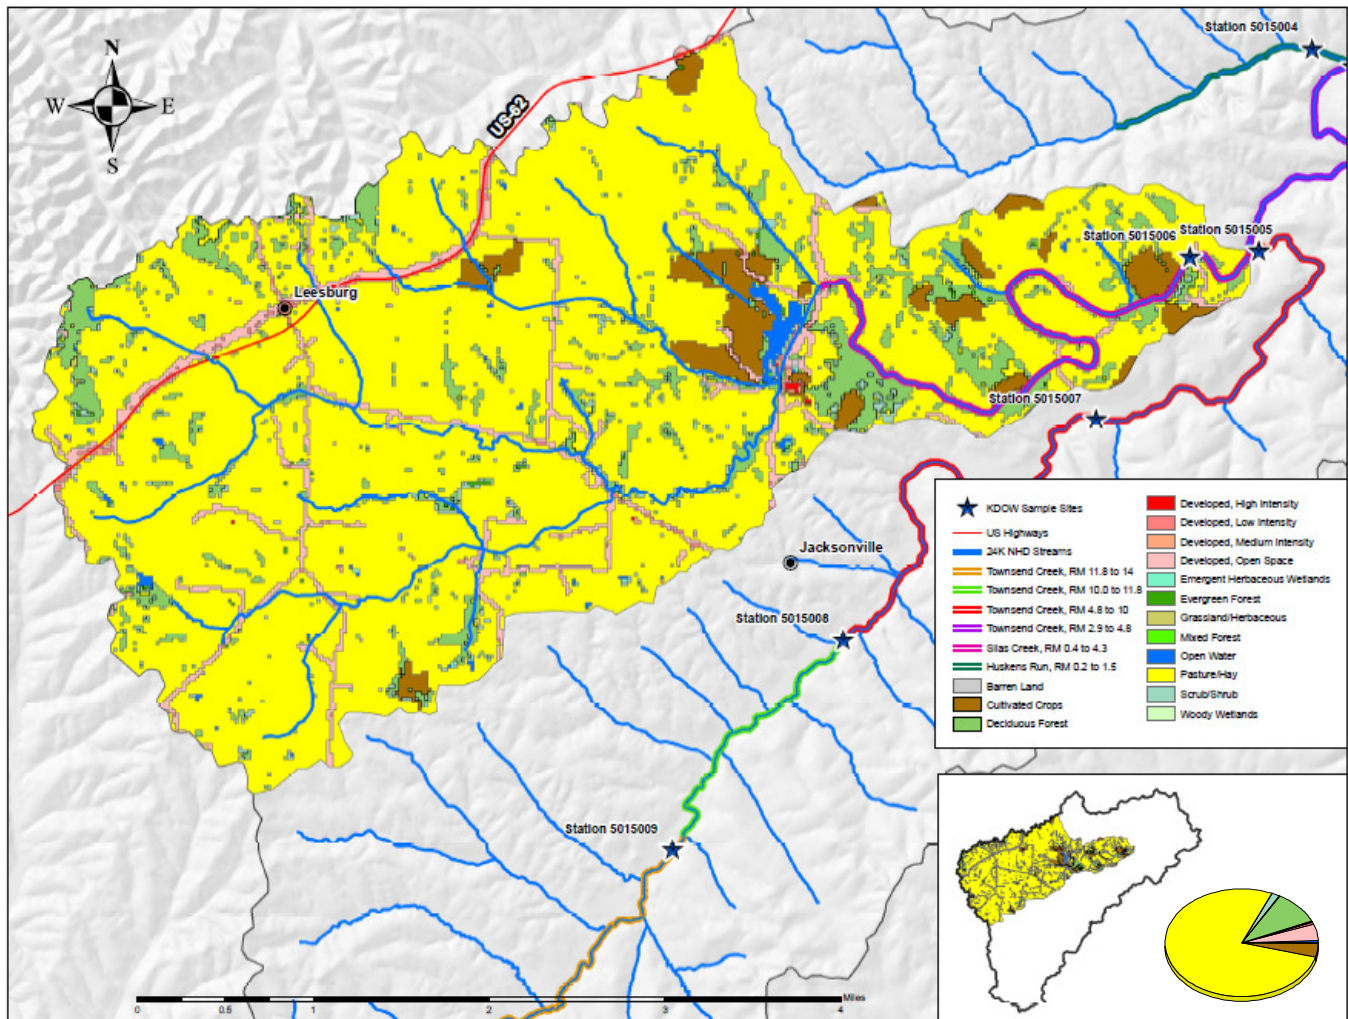 Station 5015004
N
W
E
S
US-62
Station 5015006
Station 5015005
Leesburg
Station 5015007
Jacksonville
Station 5015008
Station 5015009
KDOW Sample Sites
US Highways
24K NHD Streams
Townsend Creek, RM 11.8 to 14
Townsend Creek, RM 10.0 to 11.8
Townsend Creek, RM 4.8 to 10
Townsend Creek, RM 2.9 to 4.8
Silas Creek, RM 0.4 to 4.3
Huskens Run, RM 0.2 to 1.5
Barren Land
Cultivated Crops
Deciduous Forest
Developed, High Intensity
Developed, Low Intensity
Developed, Medium Intensity
Developed, Open Space
Emergent Herbaceous Wetlands
Evergreen Forest
Grassland/Herbaceous
Mixed Forest
Open Water
Pasture/Hay
Scrub/Shrub
Woody Wetlands
Miles
0 0.5 1 2 3 4